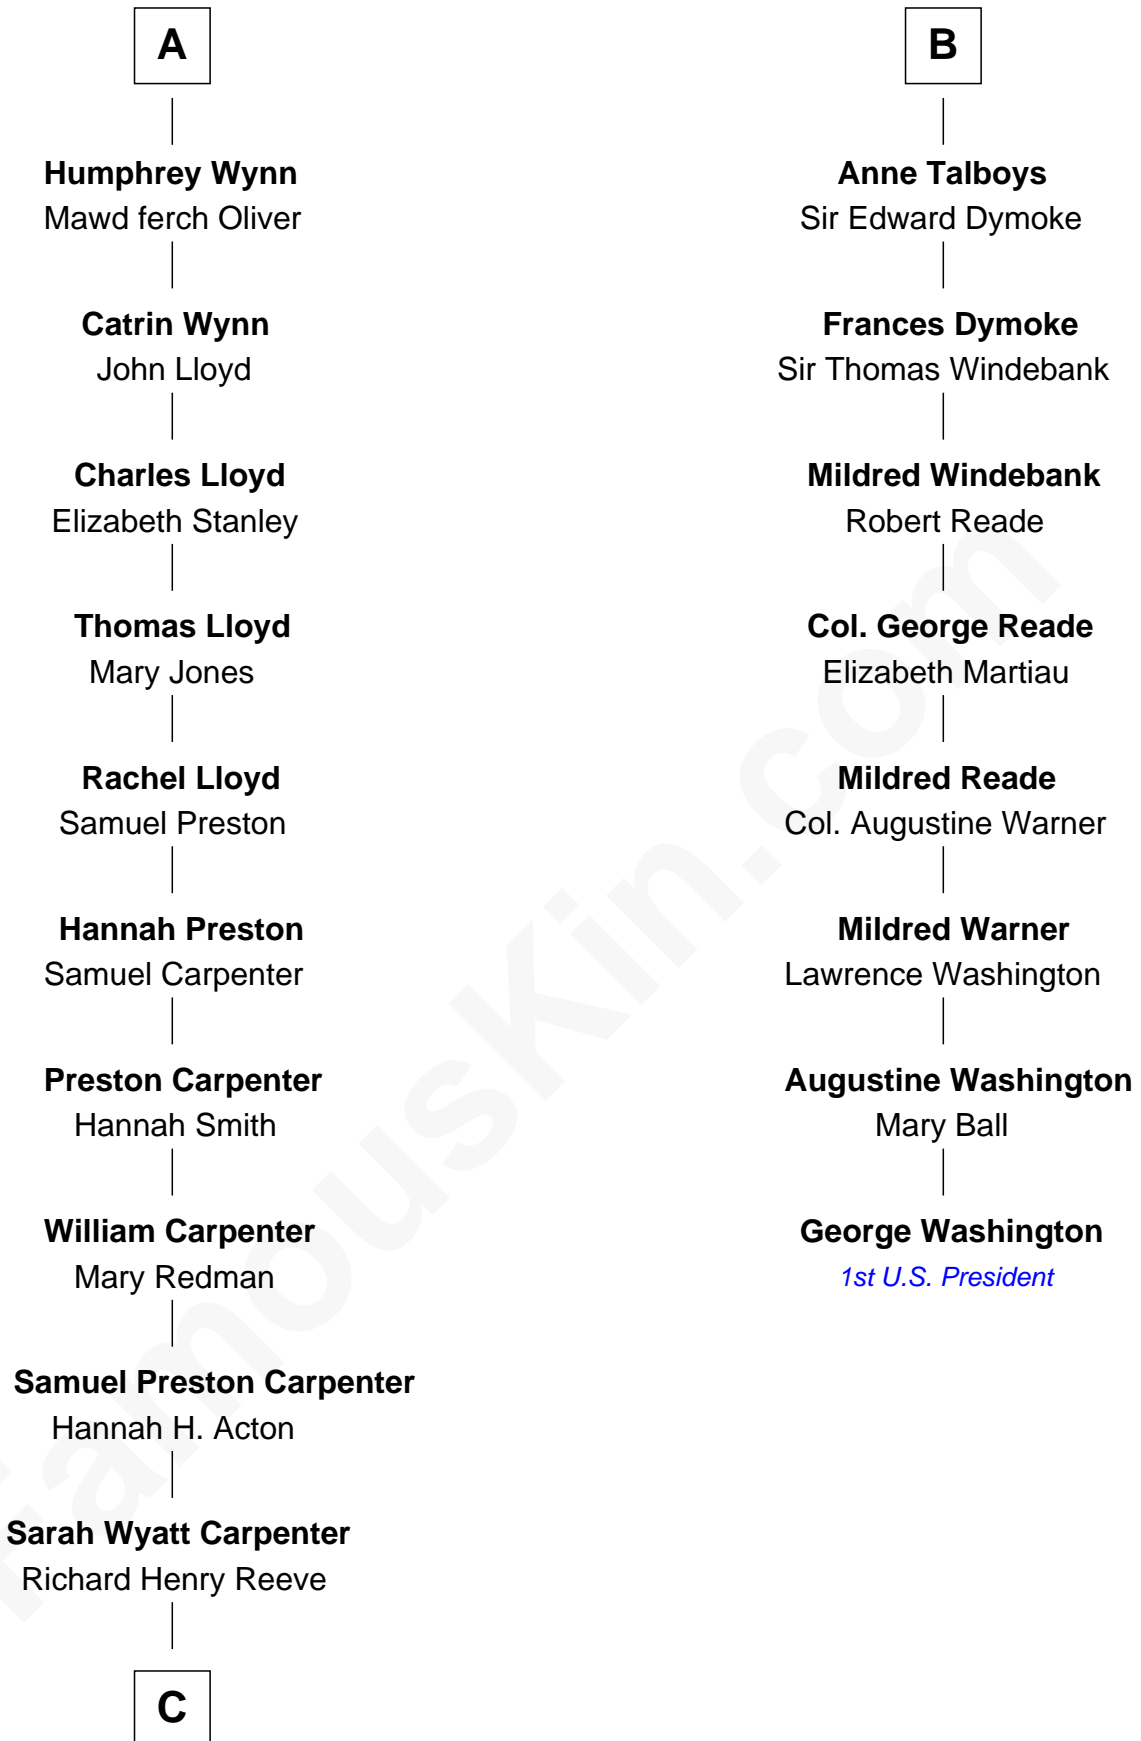 A
Humphrey Wynn
Mawd ferch Oliver
Catrin Wynn
John Lloyd
Charles Lloyd
Elizabeth Stanley
Thomas Lloyd
Mary Jones
Rachel Lloyd
Samuel Preston
Hannah Preston
Samuel Carpenter
Preston Carpenter
Hannah Smith
William Carpenter
Mary Redman
Samuel Preston Carpenter
Hannah H. Acton
Sarah Wyatt Carpenter
Richard Henry Reeve
C
B
Anne Talboys
Sir Edward Dymoke
Frances Dymoke
Sir Thomas Windebank
Mildred Windebank
Robert Reade
Col. George Reade
Elizabeth Martiau
Mildred Reade
Col. Augustine Warner
Mildred Warner
Lawrence Washington
Augustine Washington
Mary Ball
George Washington
1st U.S. President
FamousKin.com